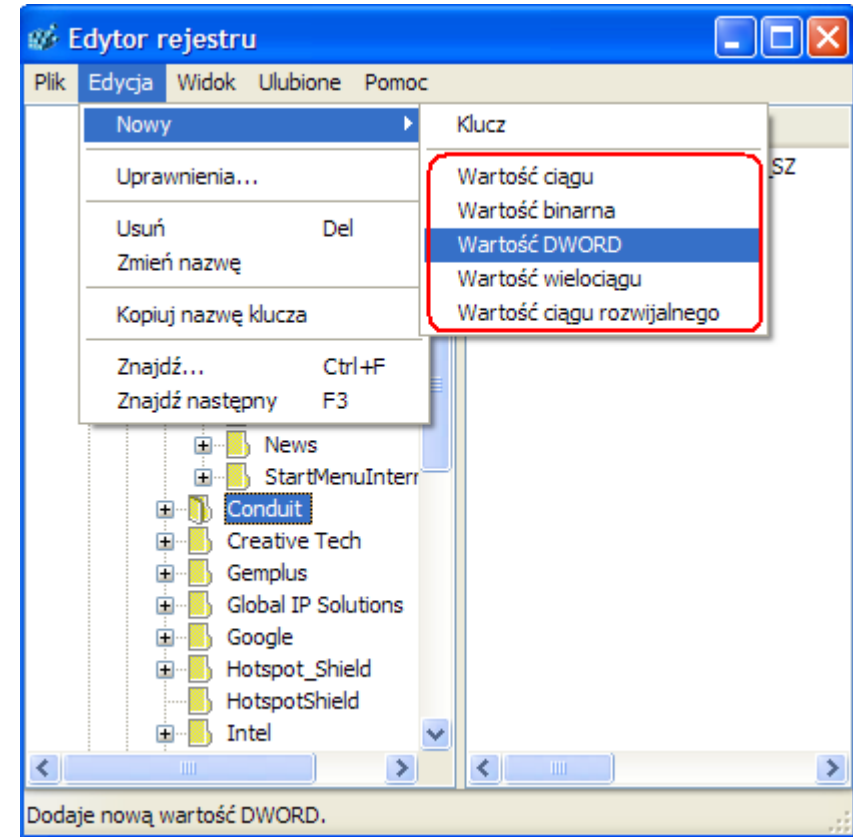 Edytor rejestru
Plik Edycja Widok Ulubione Pomoc
Nowy
Uprawnienia...
Usuń Del
Zmień nazwę
Kopiuj nazwę klucza
Znajdź... Ctrl+F
Znajdź następny F3
Klucz
Wartość ciągu
Wartość binarna
Wartość DWORD
Wartość wielociągu
Wartość ciągu rozwijalnego
_SZ
News
StartMenuInterr
Conduit
Creative Tech
Gemplus
Global IP Solutions
Google
Hotspot_Shield
HotspotShield
Intel
Dodaje nową wartość DWORD.